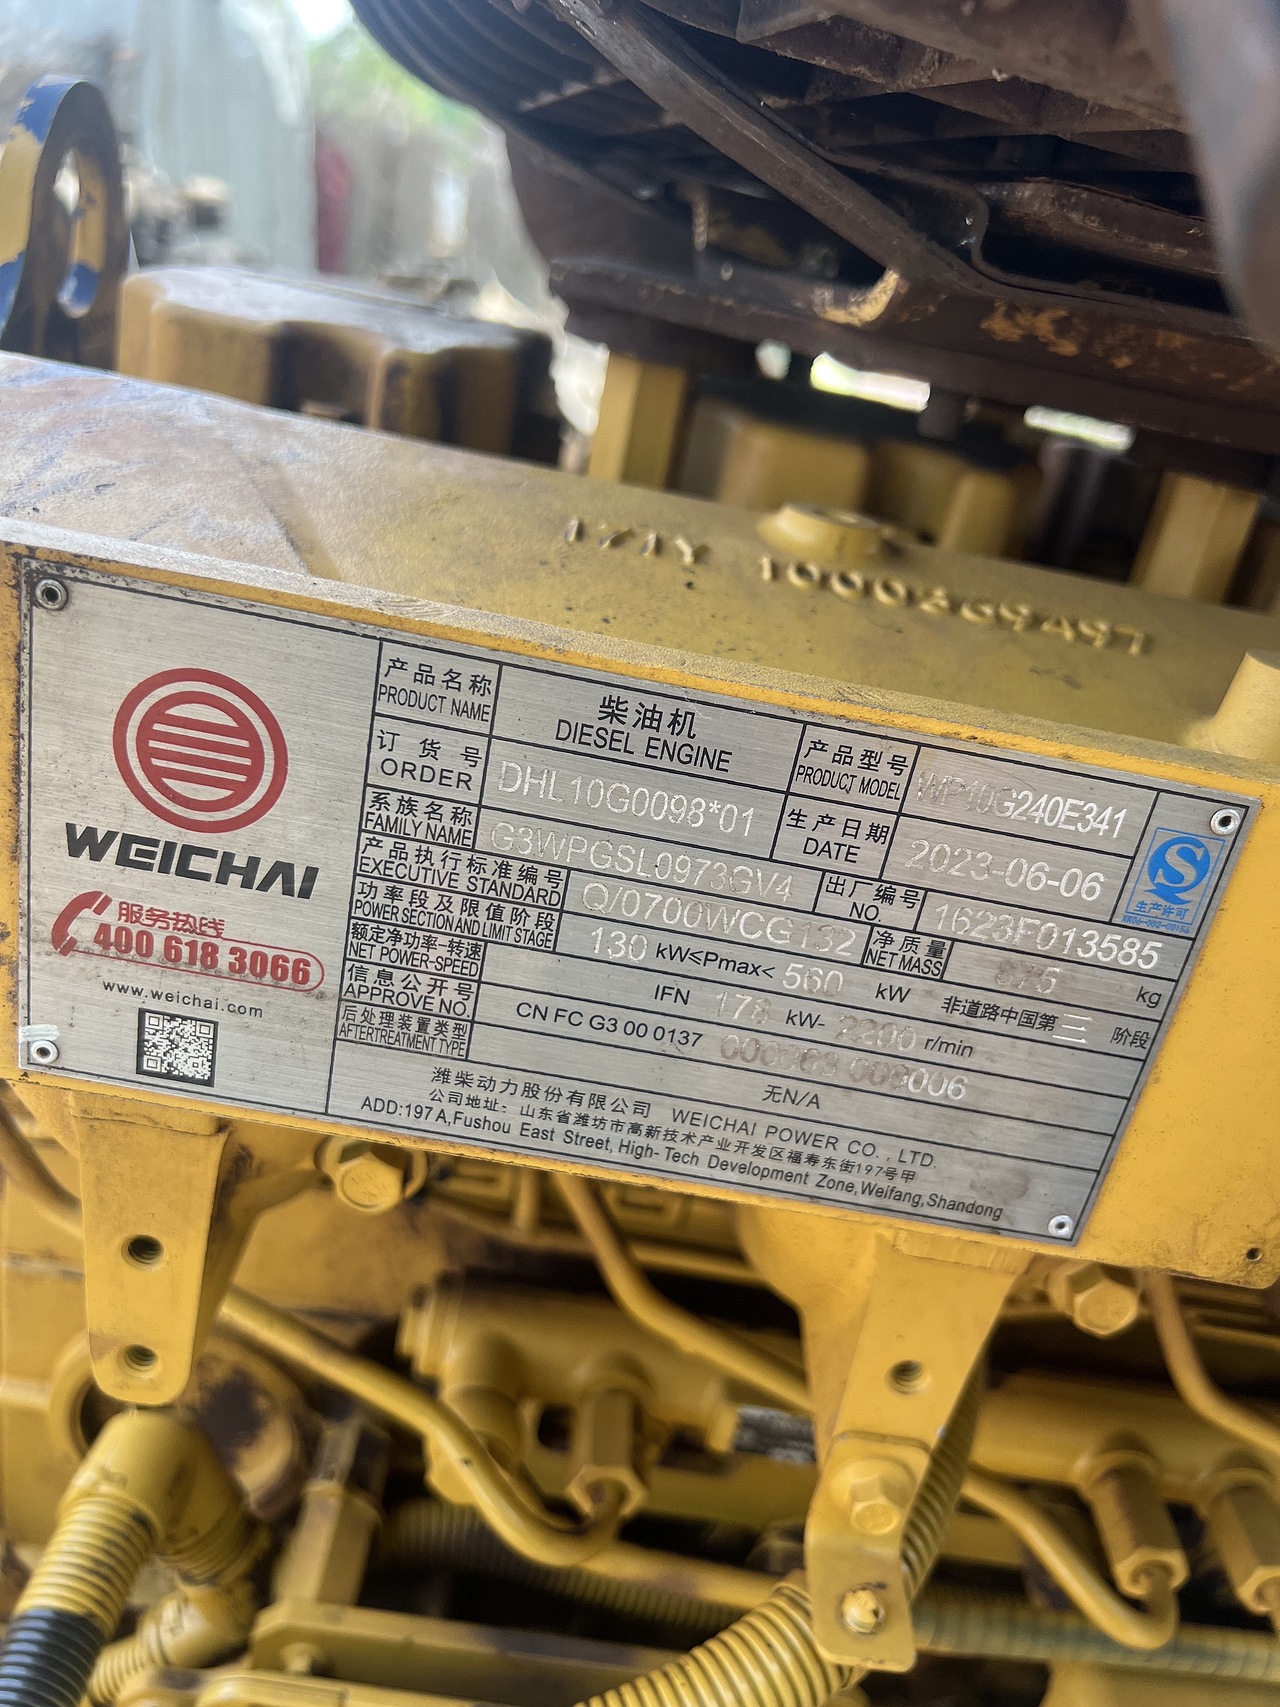 171Y
WEICHAI
服务热线
400 618 3066
www.weichai.com
产品名称
PRODUCT NAME
柴油机
DIESEL ENGINE
产品型号
PRODUCT MODEL
WP10G240E341
订货号
ORDER
DHL10G0098*01
生产日期
DATE
2023-06-06
系族名称
FAMILY NAME
G3WPGSL0973GV4
出厂编号
NO.
1623F013585
产品执行标准编号
EXECUTIVE STANDARD
Q/0700WCG132
净质量
NET MASS
875
kg
功率段及限值阶段
POWER SECTION AND LIMIT STAGE
130 kW≤Pmax< 560 kW 非道路中国第三阶段
额定净功率-转速
NET POWER-SPEED
IFN 178 kW- 2200 r/min
信息公开号
APPROVE NO.
CN FC G3 00 0137 000063 000006
后处理装置类型
AFTERTREATMENT TYPE
无N/A
潍柴动力股份有限公司 WEICHAI POWER CO.,LTD.
公司地址:山东省潍坊市高新技术产业开发区福寿东街197号甲
ADD:197A,Fushou East Street,High-Tech Development Zone,Weifang,Shandong
生产许可
XK06-002-00156